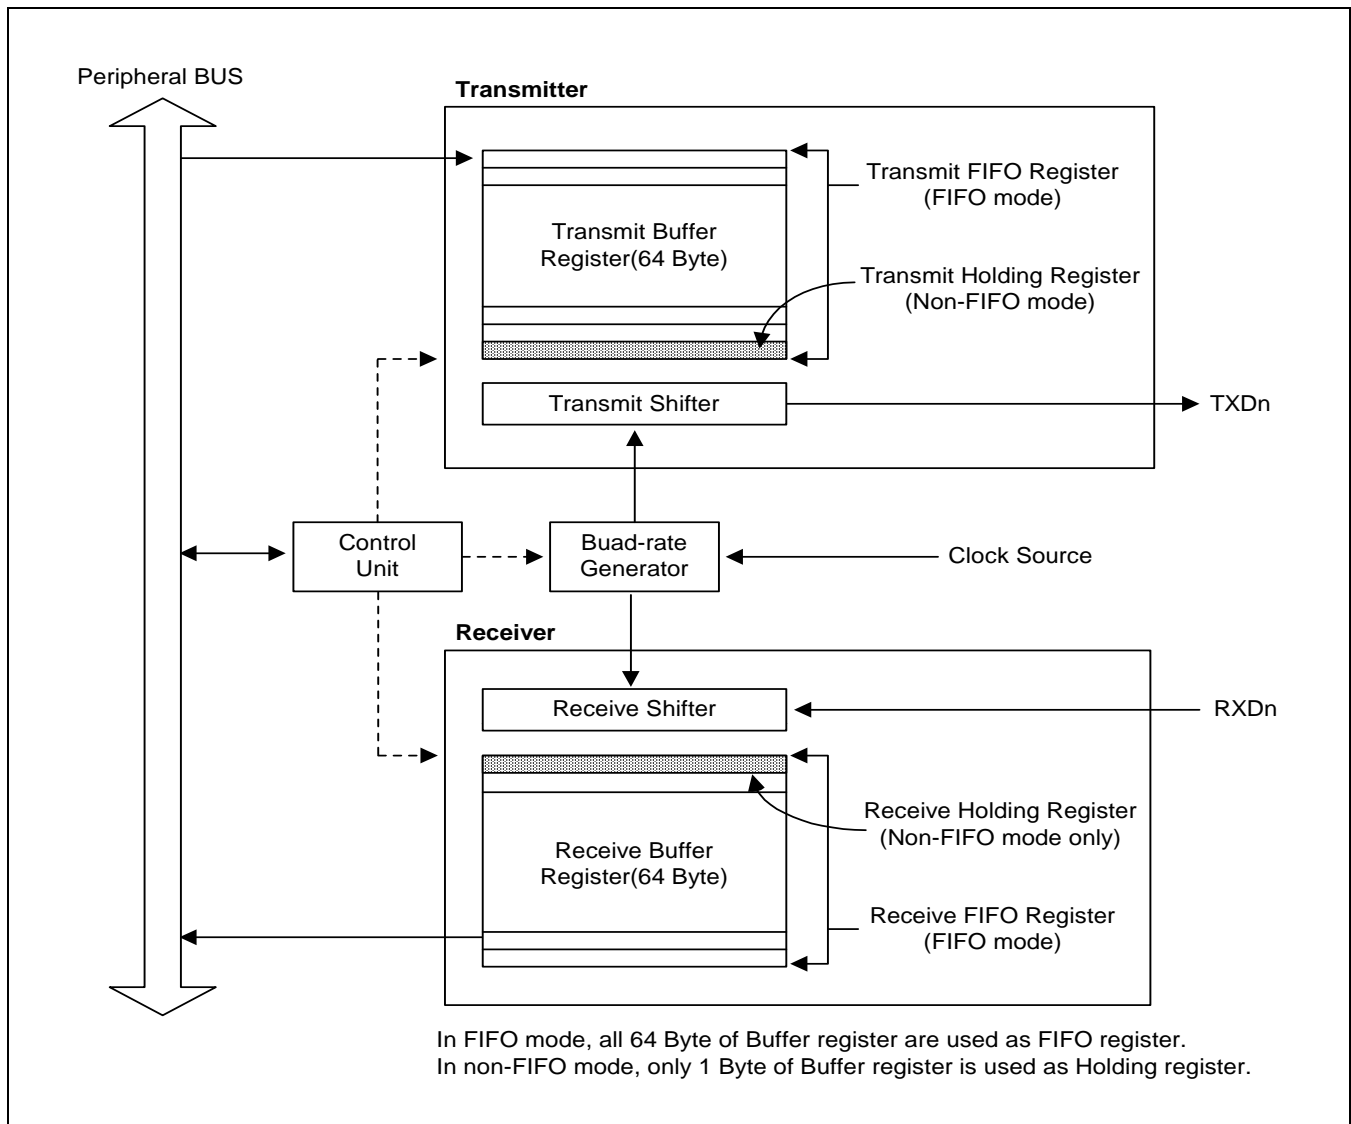 Peripheral BUS
Transmitter
Transmit FIFO Register
(FIFO mode)
Transmit Buffer
Register(64 Byte)
Transmit Holding Register
(Non-FIFO mode)
Transmit Shifter
TXDn
Control
Unit
Buad-rate
Generator
Clock Source
Receiver
Receive Shifter
RXDn
Receive Holding Register
(Non-FIFO mode only)
Receive Buffer
Register(64 Byte)
Receive FIFO Register
(FIFO mode)
In FIFO mode, all 64 Byte of Buffer register are used as FIFO register.
In non-FIFO mode, only 1 Byte of Buffer register is used as Holding register.